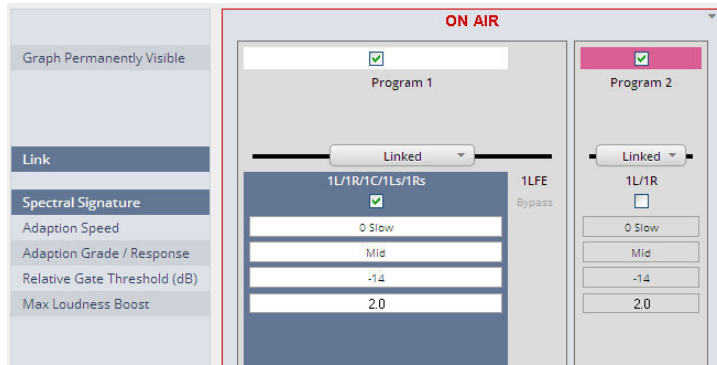 ON AIR
Graph Permanently Visible
Program 1 Program 2
Link Linked Linked
1L/1R/1C/1Ls/1Rs 1LFE 1L/1R
Spectral Signature Bypass
Adaption Speed 0 Slow 0 Slow
Adaption Grade / Response Mid Mid
Relative Gate Threshold (dB) -14 -14
Max Loudness Boost 2.0 2.0